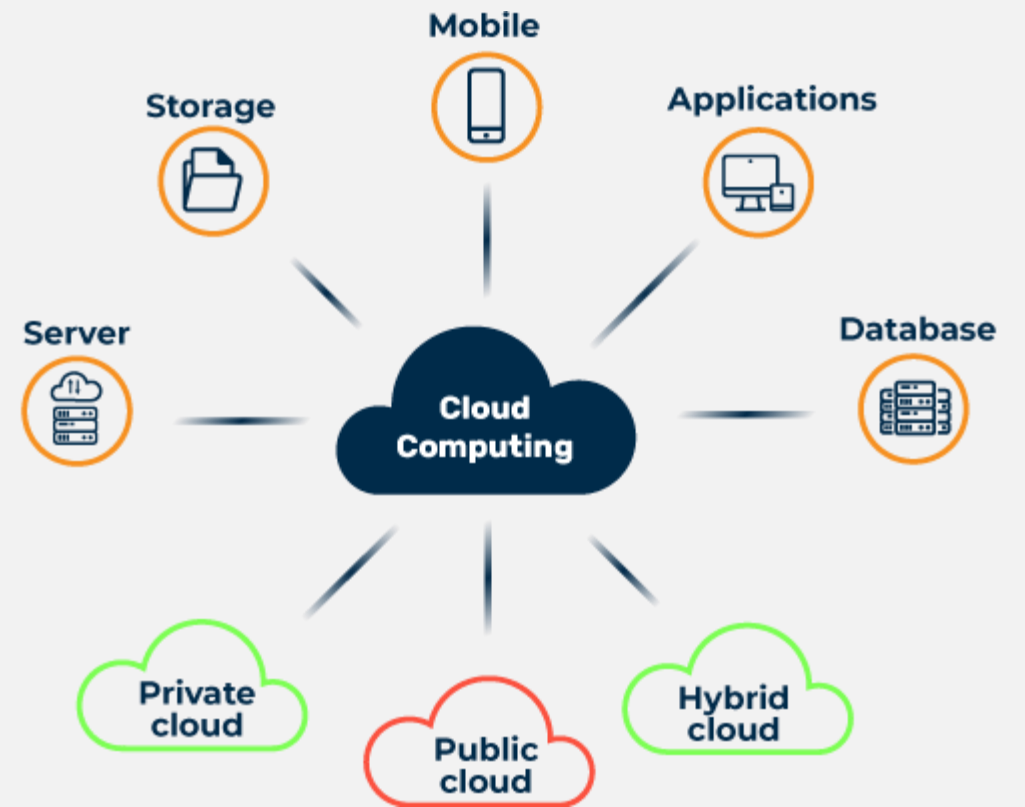 Mobile
Storage
Applications
Server
Database
Cloud
Computing
Private
cloud
Public
cloud
Hybrid
cloud